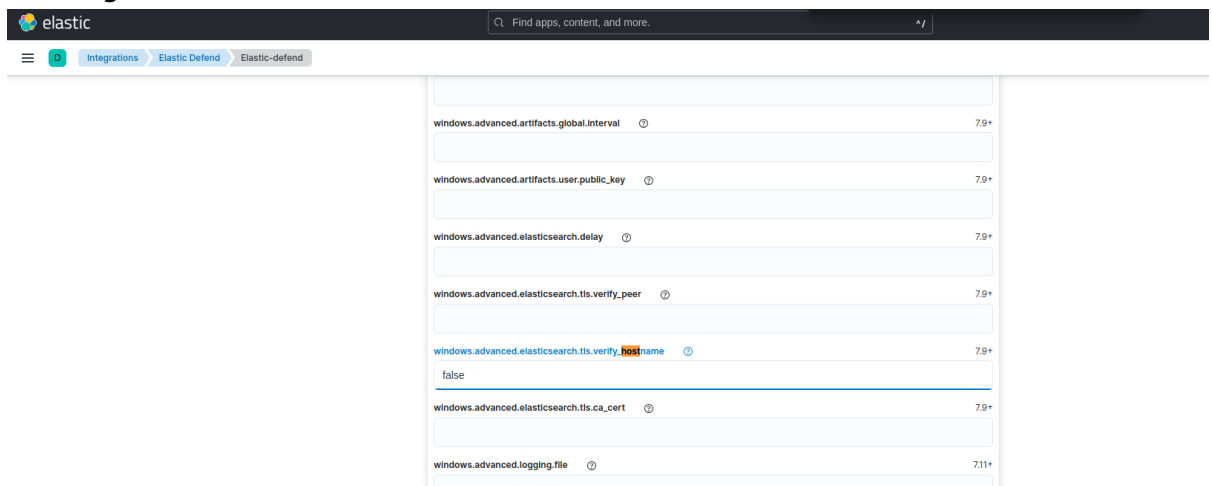 elastic
Find apps, content, and more.
^/
D
Integrations
Elastic Defend
Elastic-defend
windows.advanced.artifacts.global.interval
7.9+
windows.advanced.artifacts.user.public_key
7.9+
windows.advanced.elasticsearch.delay
7.9+
windows.advanced.elasticsearch.tls.verify_peer
7.9+
windows.advanced.elasticsearch.tls.verify_hostname
7.9+
false
windows.advanced.elasticsearch.tls.ca_cert
7.9+
windows.advanced.logging.file
7.11+